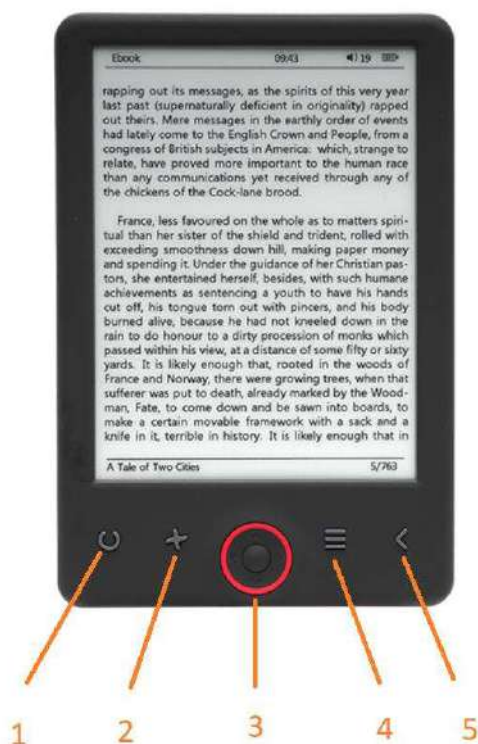 Ebook 09:43 19
rapping out its messages, as the spirits of this very year
last past (supernaturally deficient in originality) rapped
out theirs. Mere messages in the earthly order of events
had lately come to the English Crown and People, from a
congress of British subjects in America: which, strange to
relate, have proved more important to the human race
than any communications yet received through any of
the chickens of the Cock-lane brood.
France, less favoured on the whole as to matters spiri-
tual than her sister of the shield and trident, rolled with
exceeding smoothness down hill, making paper money
and spending it. Under the guidance of her Christian pas-
tors, she entertained herself, besides, with such humane
achievements as sentencing a youth to have his hands
cut off, his tongue torn out with pincers, and his body
burned alive, because he had not kneeled down in the
rain to do honour to a dirty procession of monks which
passed within his view, at a distance of some fifty or sixty
yards. It is likely enough that, rooted in the woods of
France and Norway, there were growing trees, when that
sufferer was put to death, already marked by the Wood-
man, Fate, to come down and be sawn into boards, to
make a certain movable framework with a sack and a
knife in it, terrible in history. It is likely enough that in
A Tale of Two Cities 5/763
1 2 3 4 5